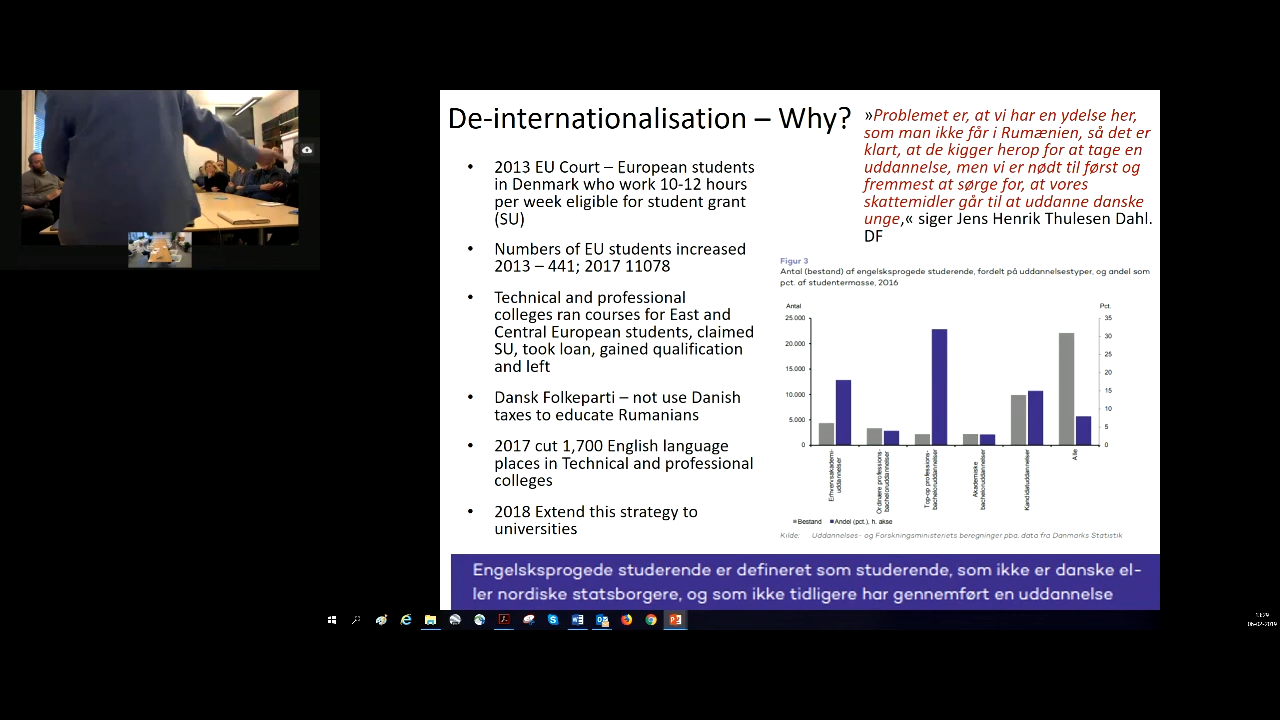 De-internationalisation – Why?
• 2013 EU Court – European students
in Denmark who work 10-12 hours
per week eligible for student grant
(SU)
• Numbers of EU students increased
2013 – 441; 2017 11078
• Technical and professional
colleges ran courses for East and
Central European students, claimed
SU, took loan, gained qualification
and left
• Dansk Folkeparti – not use Danish
taxes to educate Rumanians
• 2017 cut 1,700 English language
places in Technical and professional
colleges
• 2018 Extend this strategy to
universities
»Problemet er, at vi har en ydelse her,
som man ikke får i Rumænien, så det er
klart, at de kigger herop for at tage en
uddannelse, men vi er nødt til først og
fremmest at sørge for, at vores
skattemidler går til at uddanne danske
unge,« siger Jens Henrik Thulesen Dahl.
DF
Figur 3
Antal (bestand) af engelsksprogede studerende, fordelt på uddannelsestyper, og andel som
pct. af studentermasse, 2016
Antal
Pct.
25.000
20.000
15.000
10.000
5.000
0
35
30
25
20
15
10
5
0
Erhvervsakademi-
uddannelser
Ordinære professions-
bacheloruddannelser
Top-op professions-
bacheloruddannelser
Akademiske
bacheloruddannelser
Kandidatuddannelser
Alle
Bestand
Andel (pct.), h. akse
Kilde: Uddannelses- og Forskningsministeriets beregninger pba. data fra Danmarks Statistik
Engelsksprogede studerende er defineret som studerende, som ikke er danske el-
ler nordiske statsborgere, og som ikke tidligere har gennemført en uddannelse
13:29
06-02-2019